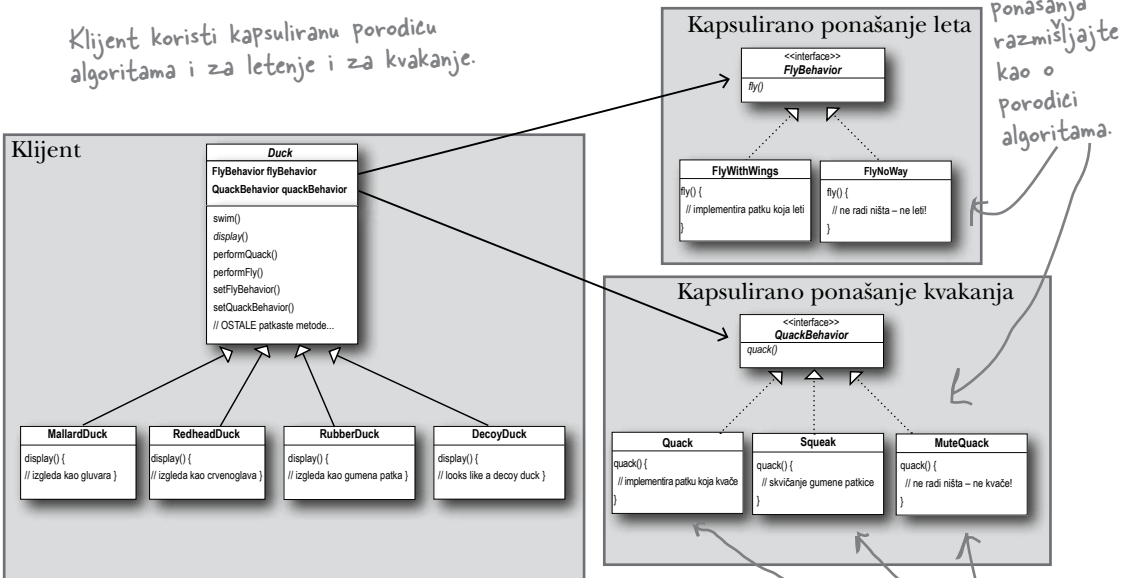 Klijent koristi kapsuliranu porodicu
algoritama i za letenje i za kvakanje.
ponašanja
razmišljajte
kao o
porodici
algoritama.
Kapsulirano ponašanje leta
<<interface>>
FlyBehavior
fly()
FlyWithWings
fly() {
// implementira patku koja leti
}
FlyNoWay
fly() {
// ne radi ništa – ne leti!
}
Klijent
Duck
FlyBehavior flyBehavior
QuackBehavior quackBehavior
swim()
display()
performQuack()
performFly()
setFlyBehavior()
setQuackBehavior()
// OSTALE patkaste metode...
MallardDuck
display() {
// izgleda kao gluvara }
RedheadDuck
display() {
// izgleda kao crvenoglava }
RubberDuck
display() {
// izgleda kao gumena patka }
DecoyDuck
display() {
// looks like a decoy duck }
Kapsulirano ponašanje kvakanja
<<interface>>
QuackBehavior
quack()
Quack
quack() {
// implementira patku koja kvače
}
Squeak
quack() {
// skvičanje gumene patkice
}
MuteQuack
quack() {
// ne radi ništa – ne kvače!
}